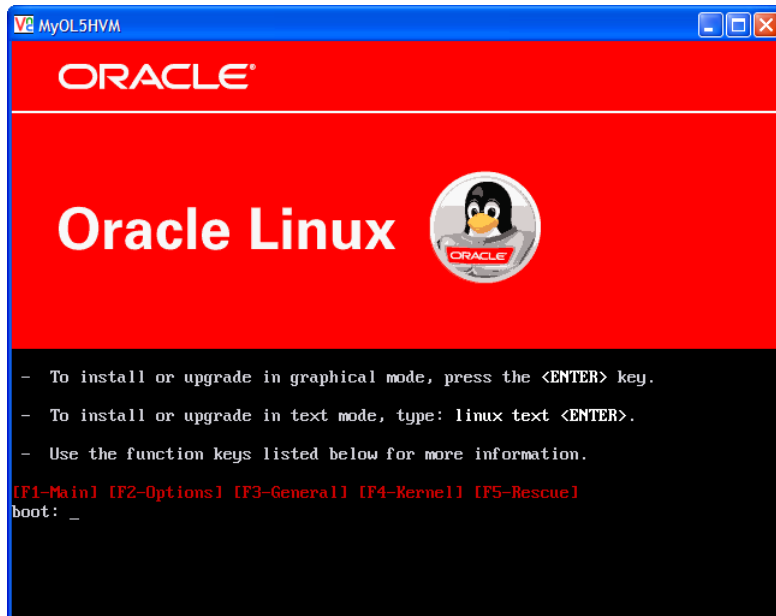 MyOL5HVM
ORACLE®
Oracle Linux
ORACLE
- To install or upgrade in graphical mode, press the <ENTER> key.
- To install or upgrade in text mode, type: linux text <ENTER>.
- Use the function keys listed below for more information.
[F1-Main] [F2-Options] [F3-General] [F4-Kernel] [F5-Rescue]
boot: _